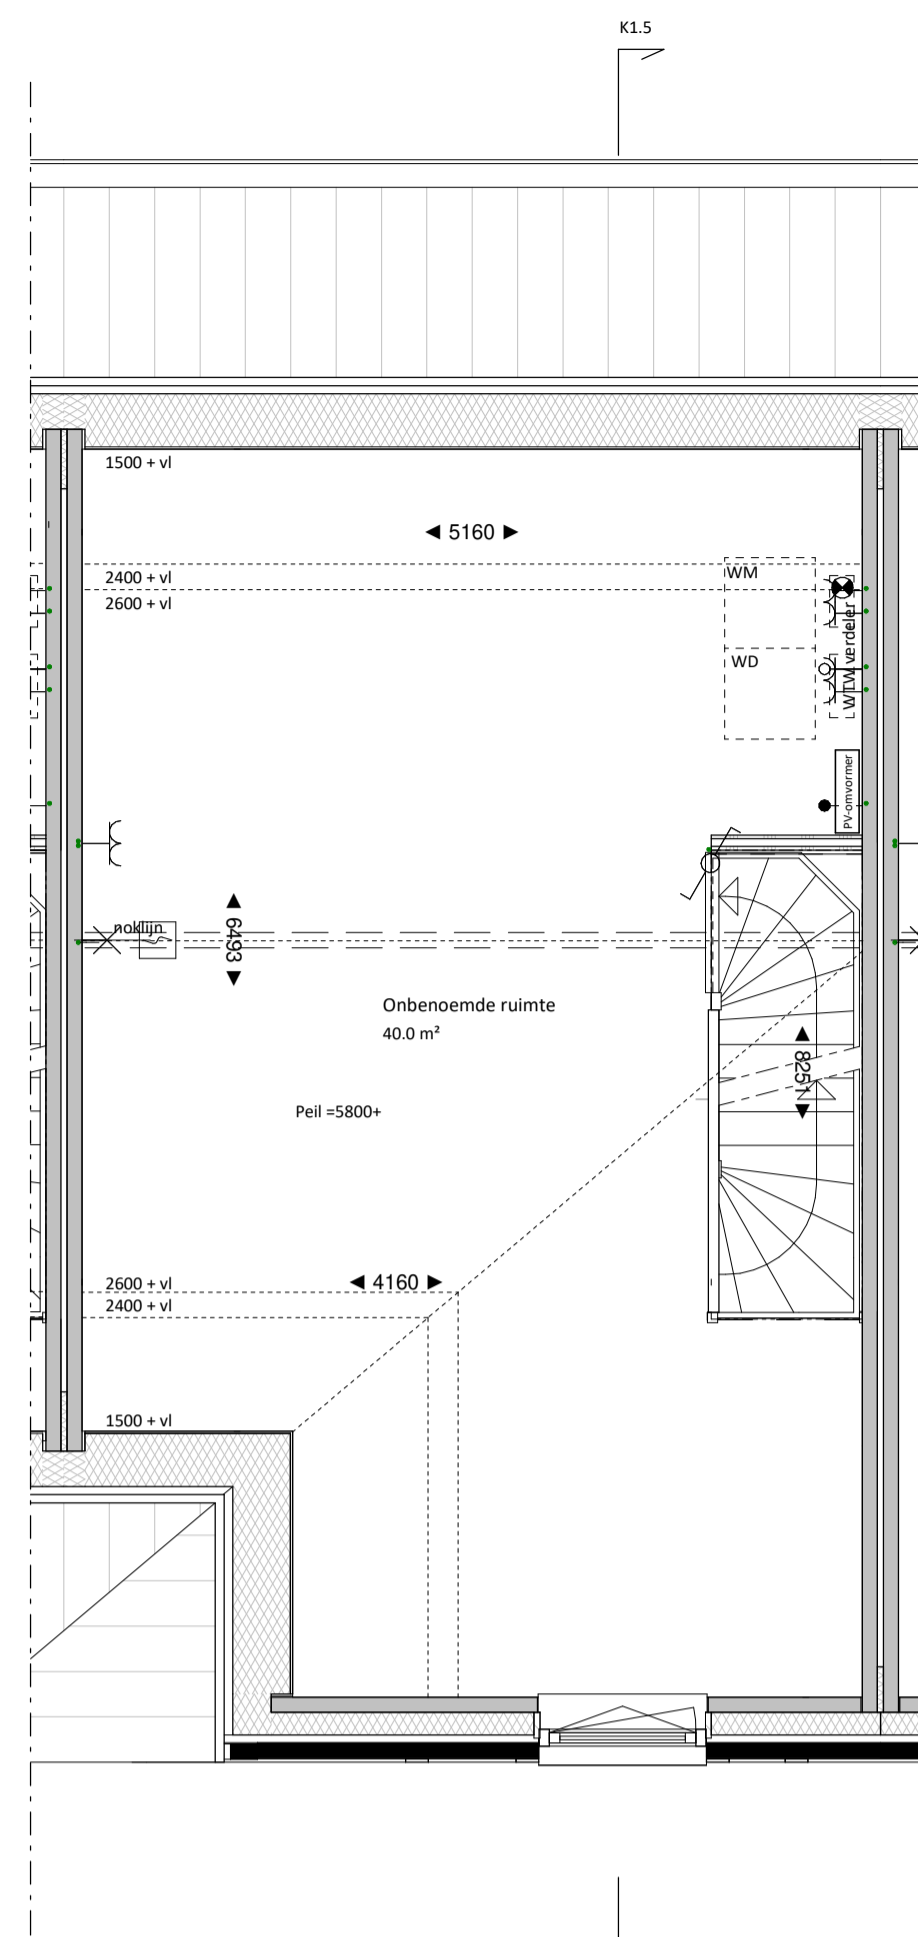 K1.5
1500 + vl
◄ 5160 ►
2400 + vl
2600 + vl
WM
WD
WTW verdeler
PV-omvormer
noklijn
◄ 6493 ►
Onbenoemde ruimte
40.0 m²
◄ 8251 ►
Peil =5800+
2600 + vl
◄ 4160 ►
2400 + vl
1500 + vl